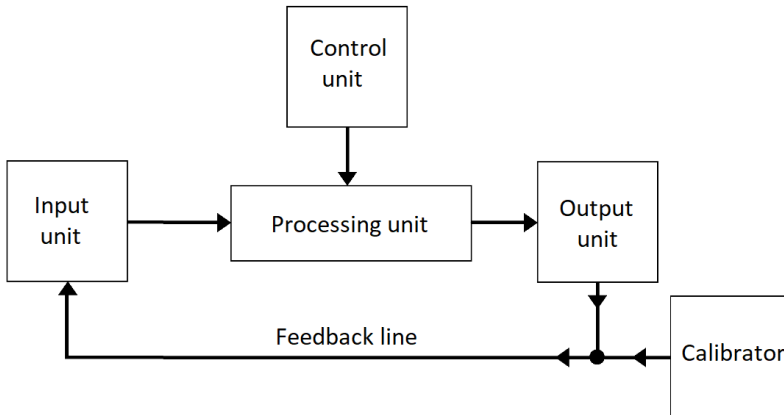 Control
unit
Input
unit
Processing unit
Output
unit
Feedback line
Calibrator